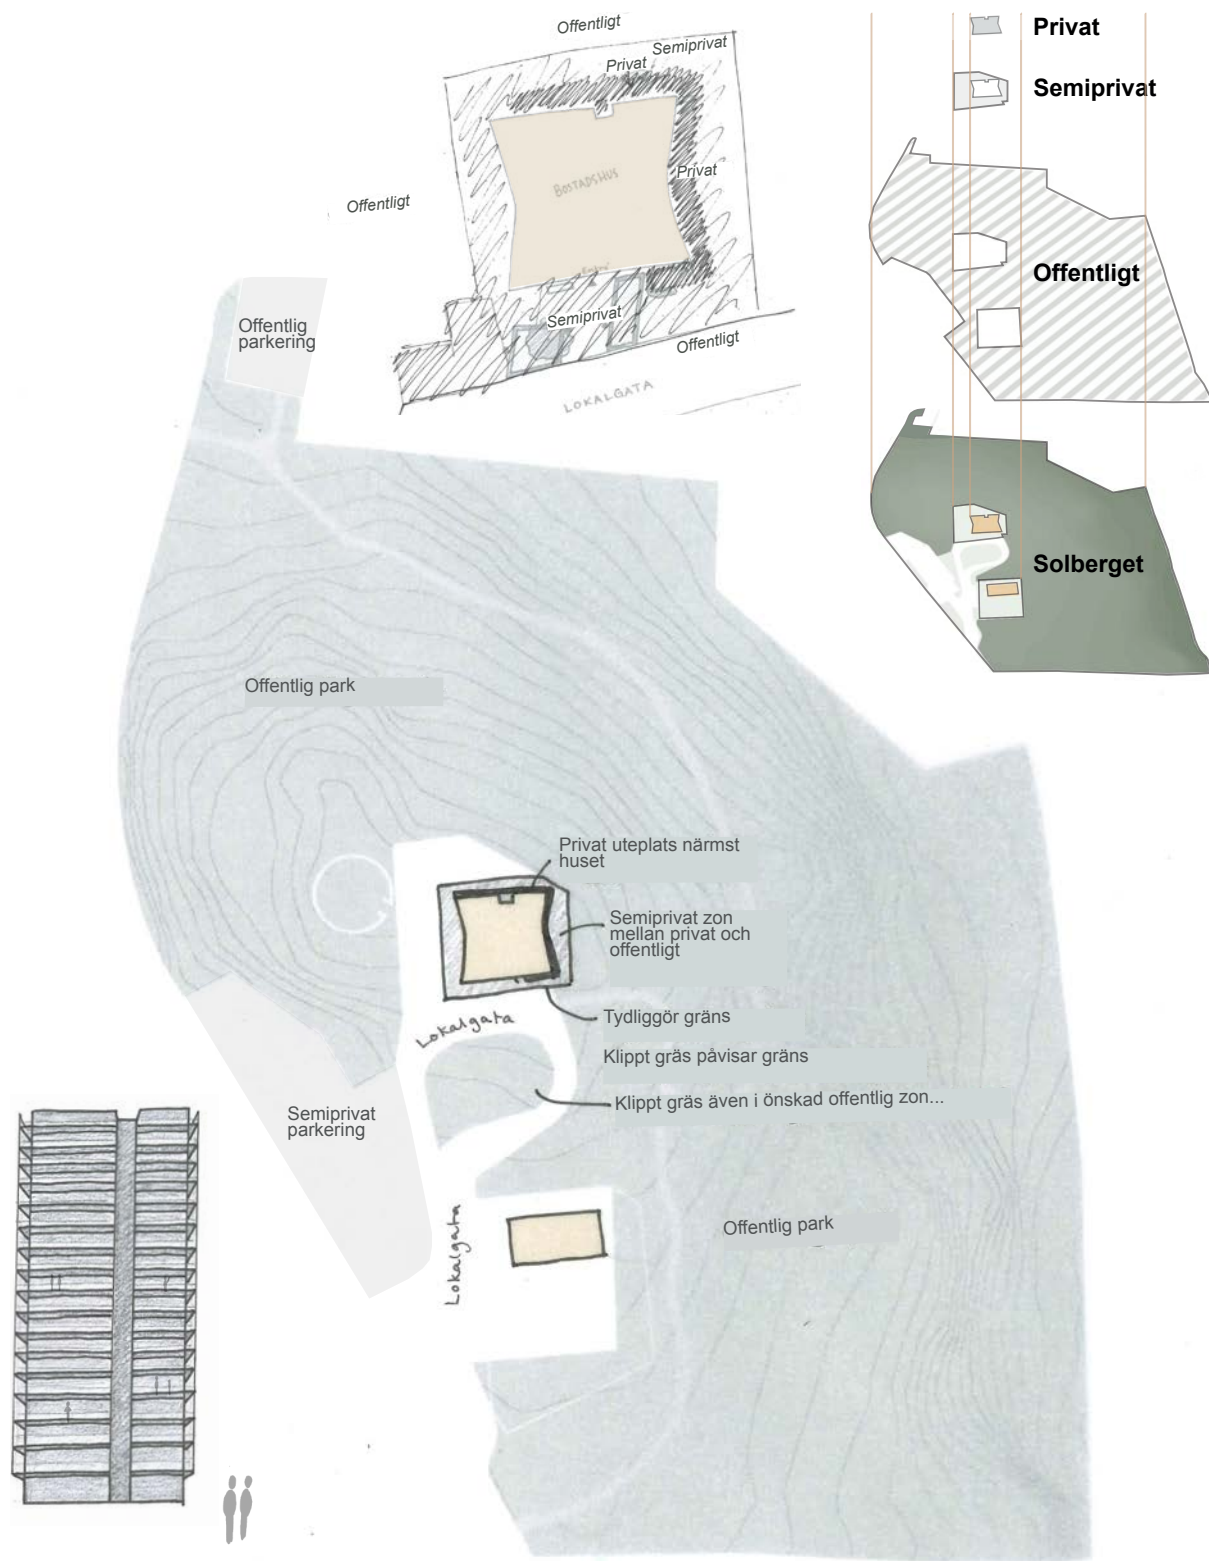 Offentligt
Semiprivat
Privat
BOSTADSHUS
Privat
Offentligt
Entré
Semiprivat
Offentligt
LOKALGATA
Privat
Semiprivat
Offentligt
Solberget
Offentlig
parkering
Offentlig park
Privat uteplats närmst
huset
Semiprivat zon
mellan privat och
offentligt
Tydliggör gräns
Lokalgata
Klippt gräs påvisar gräns
Klippt gräs även i önskad offentlig zon...
Semiprivat
parkering
Lokalgata
Offentlig park